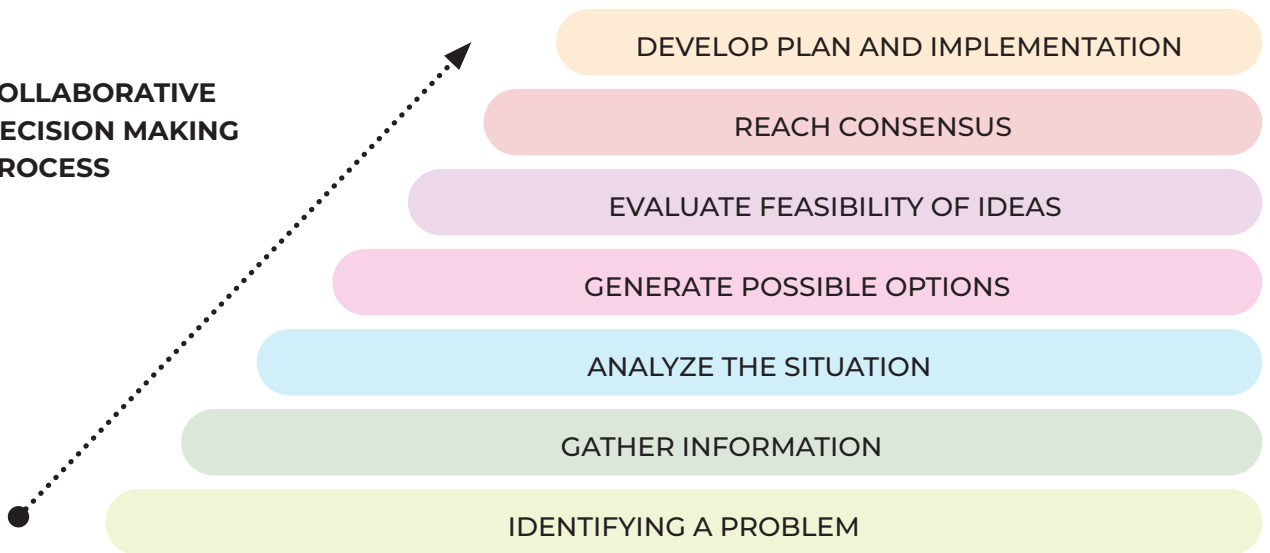 OLLABORATIVE
ECISION MAKING
ROCESS
DEVELOP PLAN AND IMPLEMENTATION
REACH CONSENSUS
EVALUATE FEASIBILITY OF IDEAS
GENERATE POSSIBLE OPTIONS
ANALYZE THE SITUATION
GATHER INFORMATION
IDENTIFYING A PROBLEM